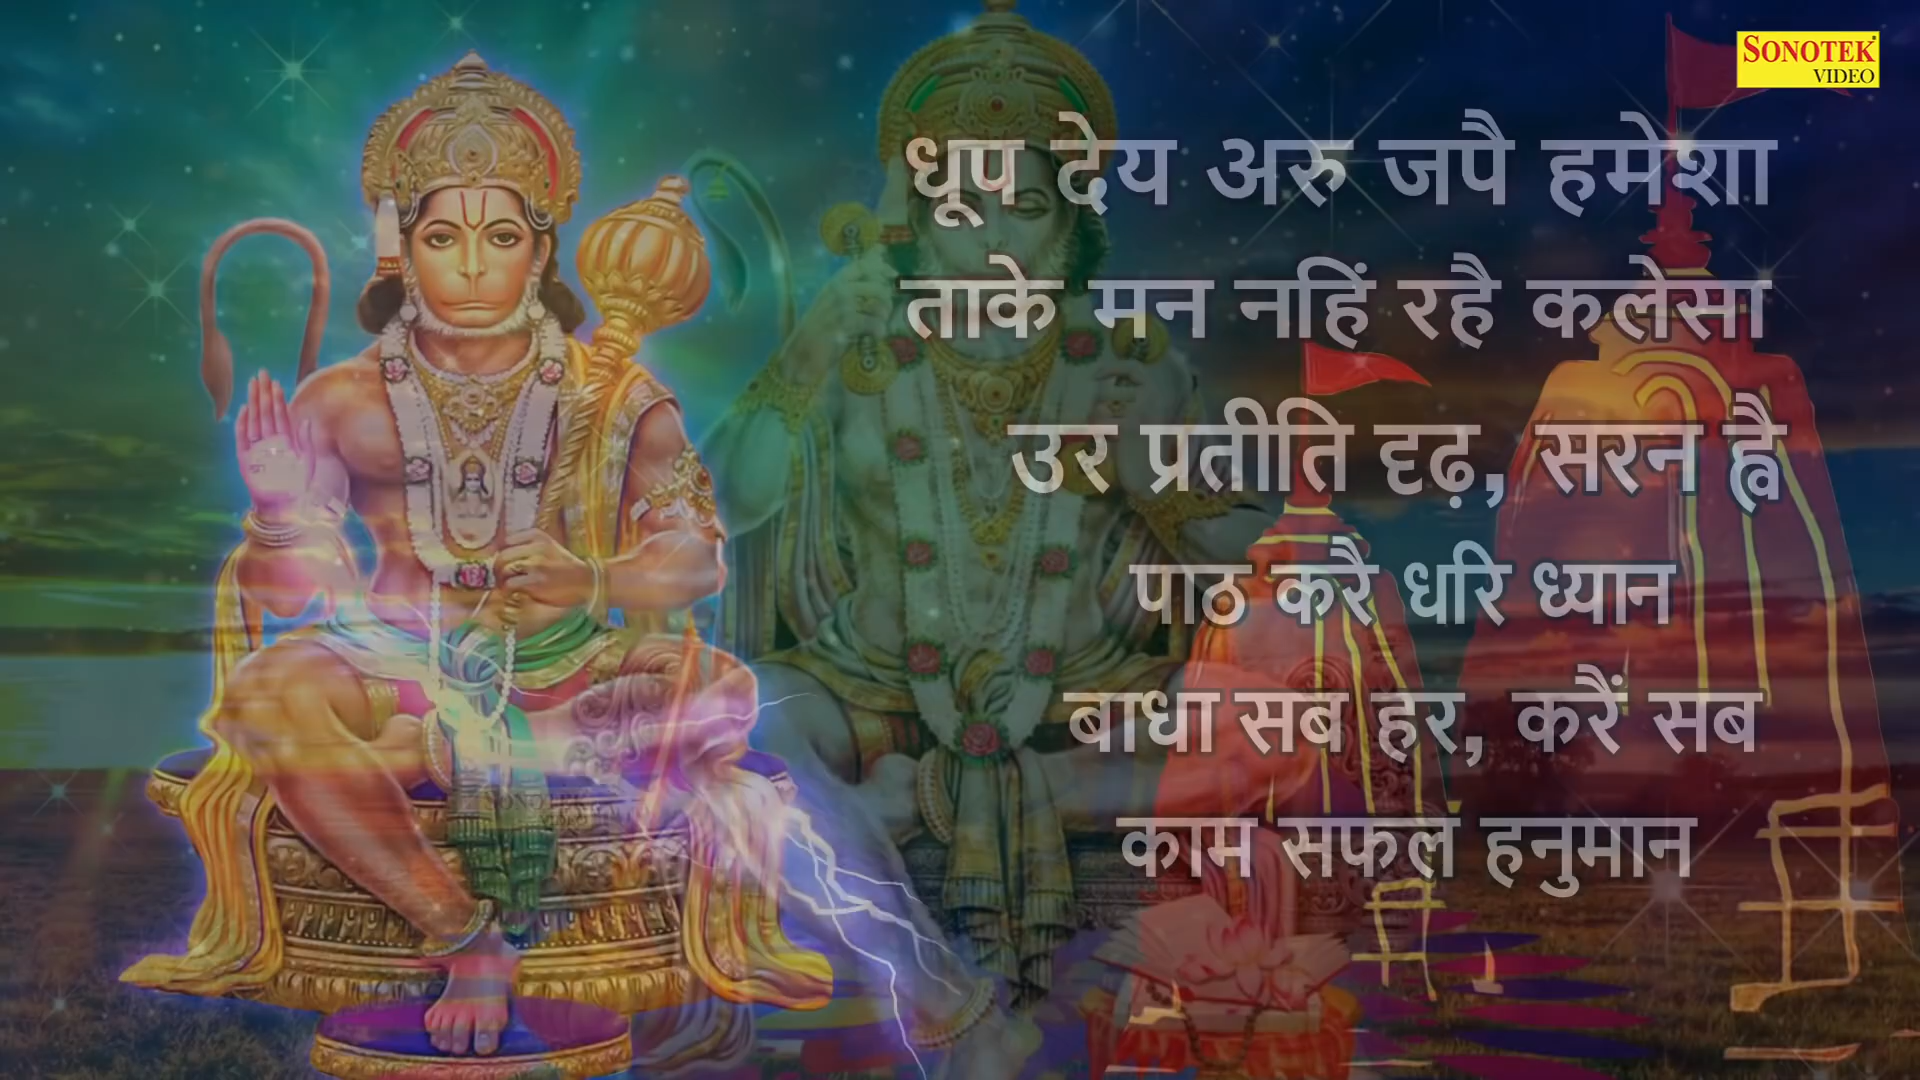 SONOTEK
VIDEO
धूप देय अरु जपै हमेशा
ताके मन नहिं रहै कलेसा
उर प्रतीति दृढ़, सरन ह्वै
पाठ करै धरि ध्यान
बाधा सब हर, करैं सब
काम सफल हनुमान